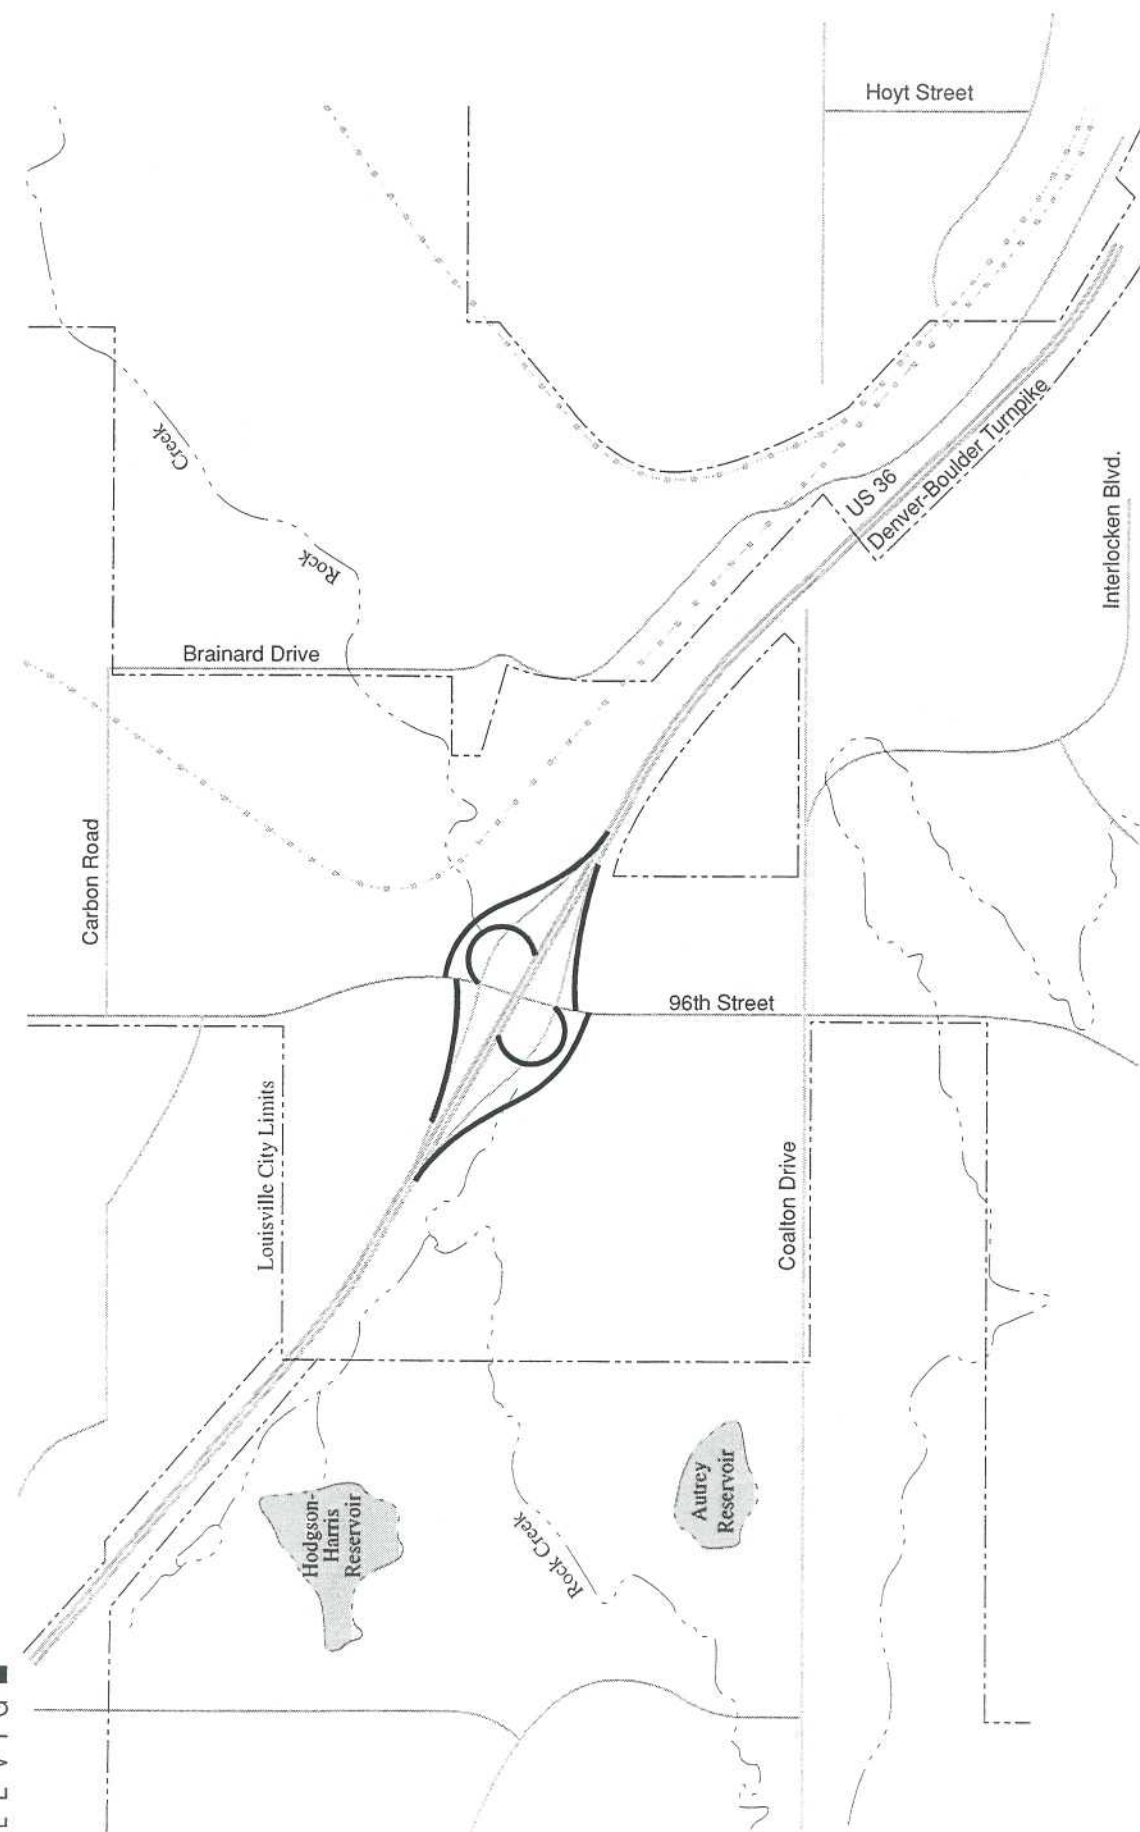 Hoyt Street
Creek
Rock
US 36
Denver-Boulder Turnpike
Interlocken Blvd.
Brainard Drive
Carbon Road
96th Street
Louisville City Limits
Coalton Drive
Hodgson-
Harris
Reservoir
Autrey
Reservoir
Rock Creek